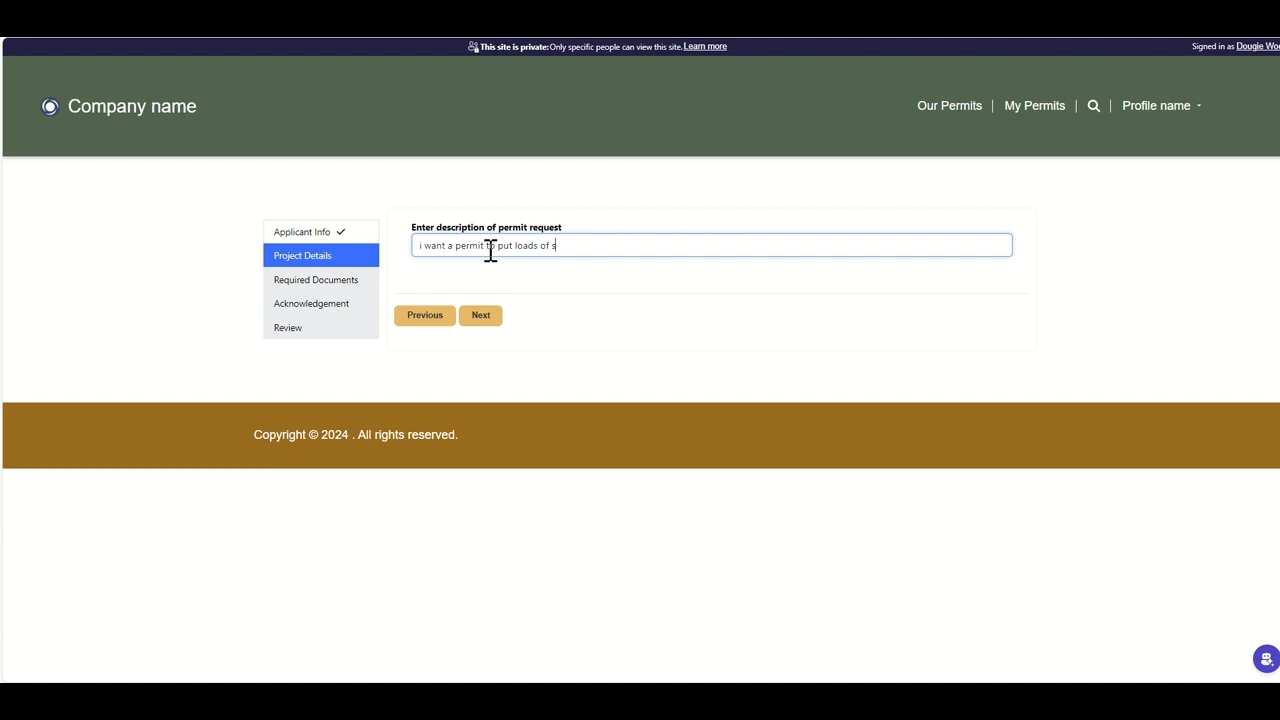 This site is private: Only specific people can view this site. Learn more
Signed in as Dougie Woo
Company name
Our Permits
My Permits
Profile name
Applicant Info
Project Details
Required Documents
Acknowledgement
Review
Enter description of permit request
i want a permit to put loads of s
Previous
Next
Copyright © 2024 . All rights reserved.